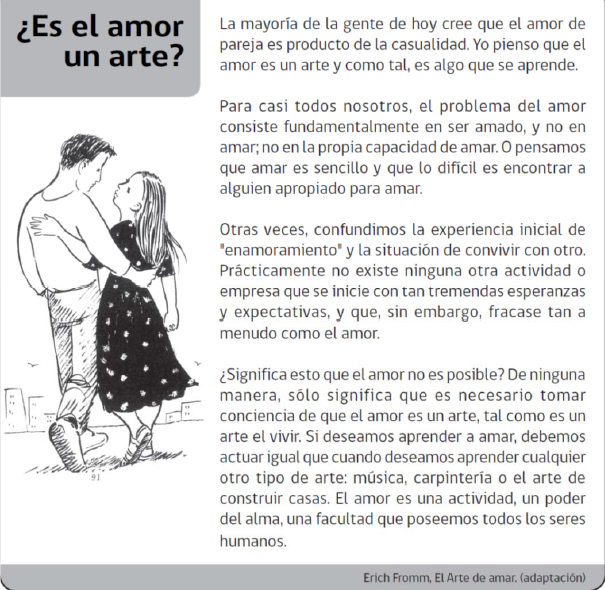 ¿Es el amor
un arte?
La mayoría de la gente de hoy cree que el amor de
pareja es producto de la casualidad. Yo pienso que el
amor es un arte y como tal, es algo que se aprende.
Para casi todos nosotros, el problema del amor
consiste fundamentalmente en ser amado, y no en
amar; no en la propia capacidad de amar. O pensamos
que amar es sencillo y que lo difícil es encontrar a
alguien apropiado para amar.
Otras veces, confundimos la experiencia inicial de
"enamoramiento" y la situación de convivir con otro.
Prácticamente no existe ninguna otra actividad o
empresa que se inicie con tan tremendas esperanzas
y expectativas, y que, sin embargo, fracase tan a
menudo como el amor.
¿Significa esto que el amor no es posible? De ninguna
manera, sólo significa que es necesario tomar
conciencia de que el amor es un arte, tal como es un
arte el vivir. Si deseamos aprender a amar, debemos
actuar igual que cuando deseamos aprender cualquier
otro tipo de arte: música, carpintería o el arte de
construir casas. El amor es una actividad, un poder
del alma, una facultad que poseemos todos los seres
humanos.
91
Erich Fromm, El Arte de amar. (adaptación)